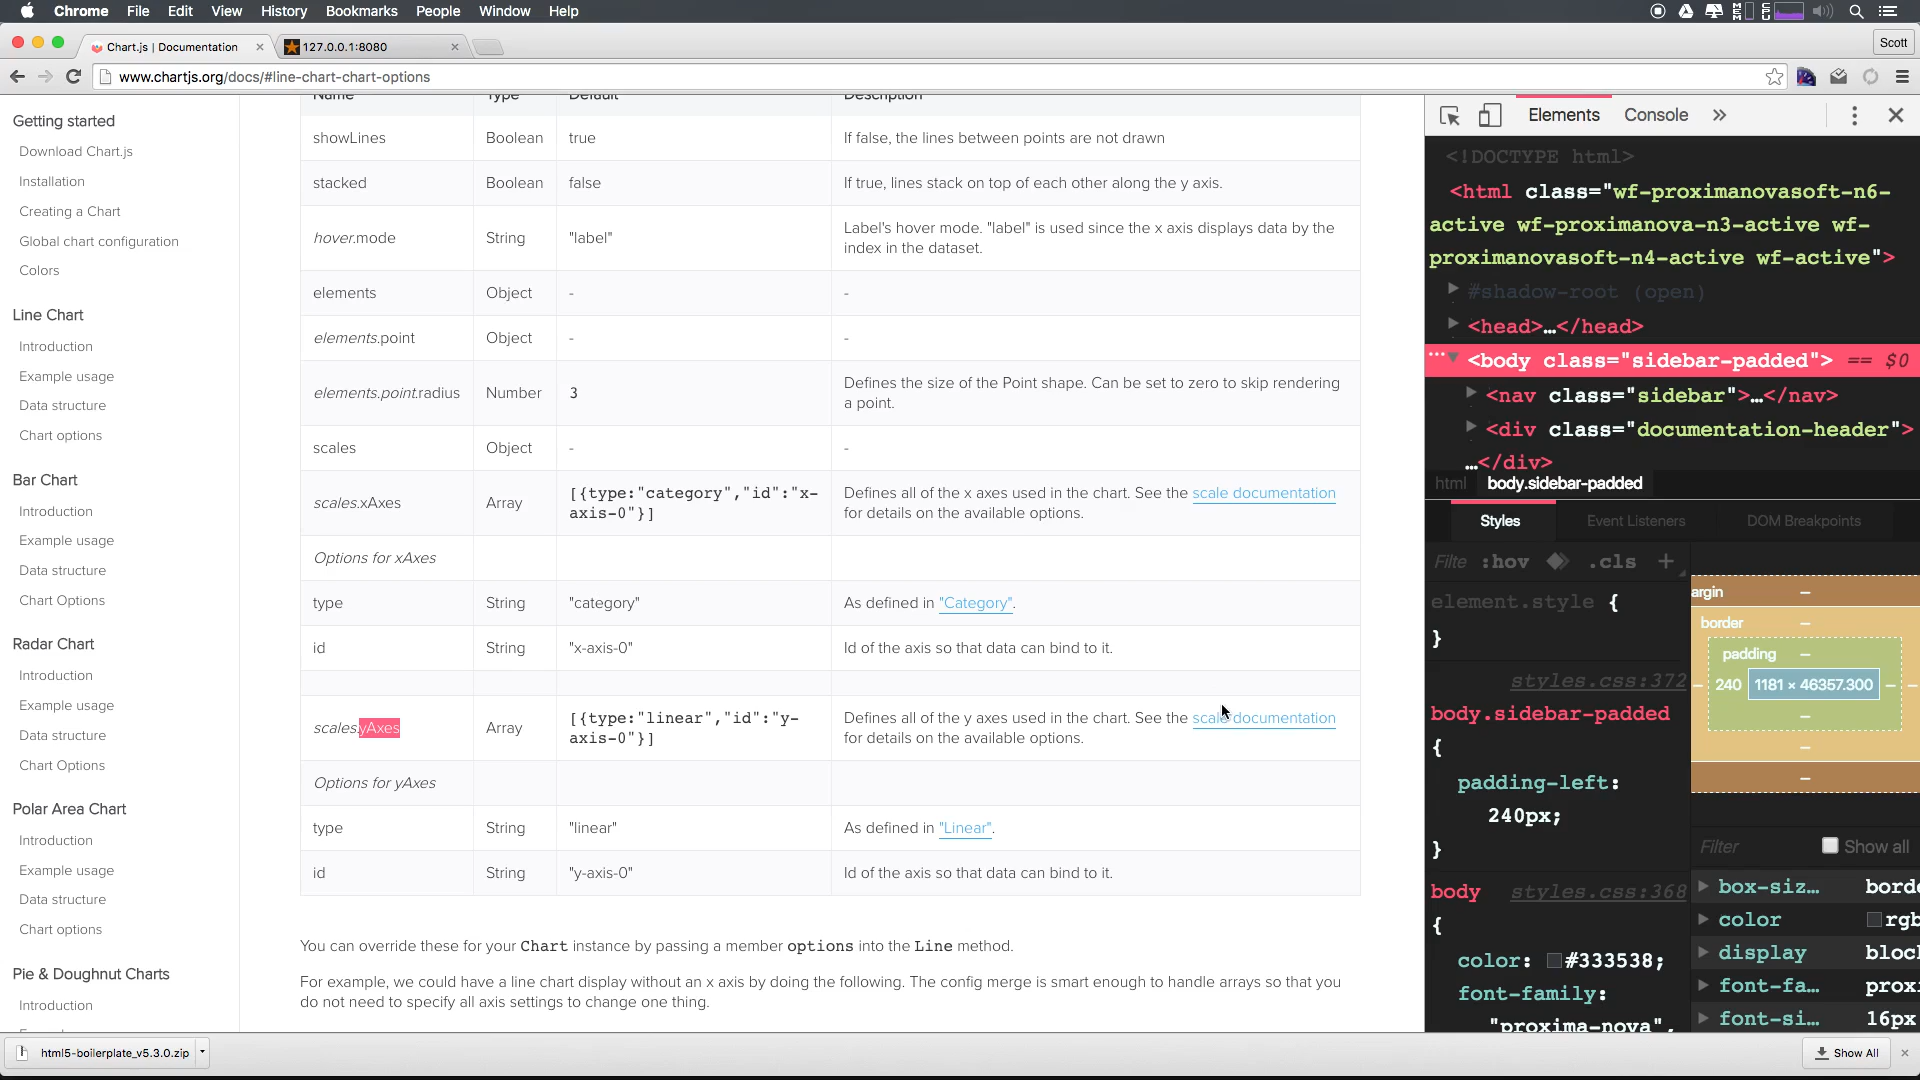 Chrome File Edit View History Bookmarks People Window Help
Chart.js | Documentation
127.0.0.1:8080
Scott
www.chartjs.org/docs/#line-chart-chart-options
Getting started
Download Chart.js
Installation
Creating a Chart
Global chart configuration
Colors
Line Chart
Introduction
Example usage
Data structure
Chart options
Bar Chart
Introduction
Example usage
Data structure
Chart Options
Radar Chart
Introduction
Example usage
Data structure
Chart Options
Polar Area Chart
Introduction
Example usage
Data structure
Chart options
Pie & Doughnut Charts
Introduction
Name Type Default Description
showLines Boolean true If false, the lines between points are not drawn
stacked Boolean false If true, lines stack on top of each other along the y axis.
hover.mode String "label" Label's hover mode. "label" is used since the x axis displays data by the
index in the dataset.
elements Object - -
elements.point Object - -
elements.point.radius Number 3 Defines the size of the Point shape. Can be set to zero to skip rendering
a point.
scales Object - -
scales.xAxes Array [{type:"category","id":"x-
axis-0"}] Defines all of the x axes used in the chart. See the scale documentation
for details on the available options.
Options for xAxes
type String "category" As defined in "Category".
id String "x-axis-0" Id of the axis so that data can bind to it.
scales.yAxes Array [{type:"linear","id":"y-
axis-0"}] Defines all of the y axes used in the chart. See the scale documentation
for details on the available options.
Options for yAxes
type String "linear" As defined in "Linear".
id String "y-axis-0" Id of the axis so that data can bind to it.
You can override these for your Chart instance by passing a member options into the Line method.
For example, we could have a line chart display without an x axis by doing the following. The config merge is smart enough to handle arrays so that you
do not need to specify all axis settings to change one thing.
Elements Console »
<!DOCTYPE html>
<html class="wf-proximanovasoft-n6-
active wf-proximanova-n3-active wf-
proximanovasoft-n4-active wf-active">
#shadow-root (open)
<head>…</head>
<body class="sidebar-padded"> == $0
<nav class="sidebar">…</nav>
<div class="documentation-header">
…</div>
html body.sidebar-padded
Styles Event Listeners DOM Breakpoints
Filte :hov .cls +
element.style {
}
styles.css:372
body.sidebar-padded
{
padding-left:
240px;
}
body styles.css:368
{
color: #333538;
font-family:
"proxima-nova",
argin –
border –
padding –
– 240 1181 × 46357.300 – –
–
–
–
Filter Show all
box-siz… borde
color rgb
display bloc
font-fa… prox
font-si… 16px
html5-boilerplate_v5.3.0.zip
Show All